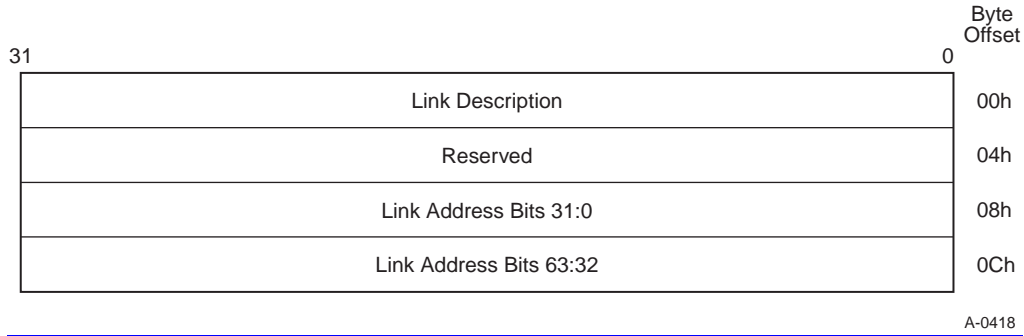 Byte
Offset
31 0
Link Description 00h
Reserved 04h
Link Address Bits 31:0 08h
Link Address Bits 63:32 0Ch
A-0418